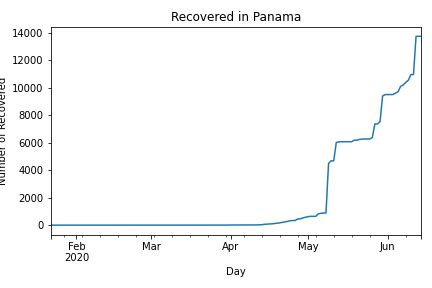 Recovered in Panama
14000
12000
10000
8000
6000
4000
2000
0
Number of Recovered
Feb
2020
Mar
Apr
May
Jun
Day